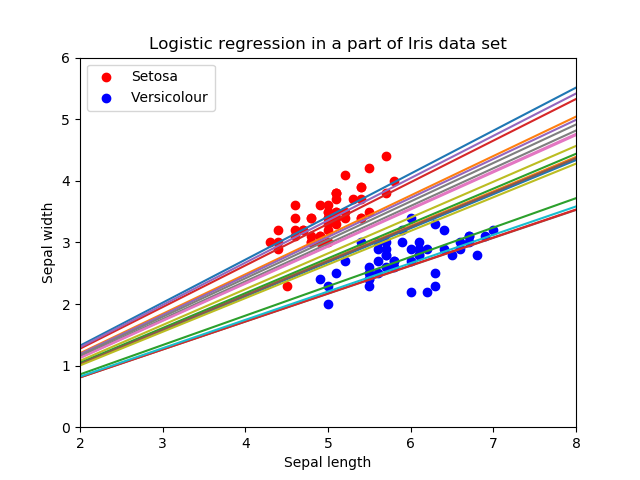 Logistic regression in a part of Iris data set
Setosa
Versicolour
6
5
4
3
2
1
0
Sepal width
2 3 4 5 6 7 8
Sepal length